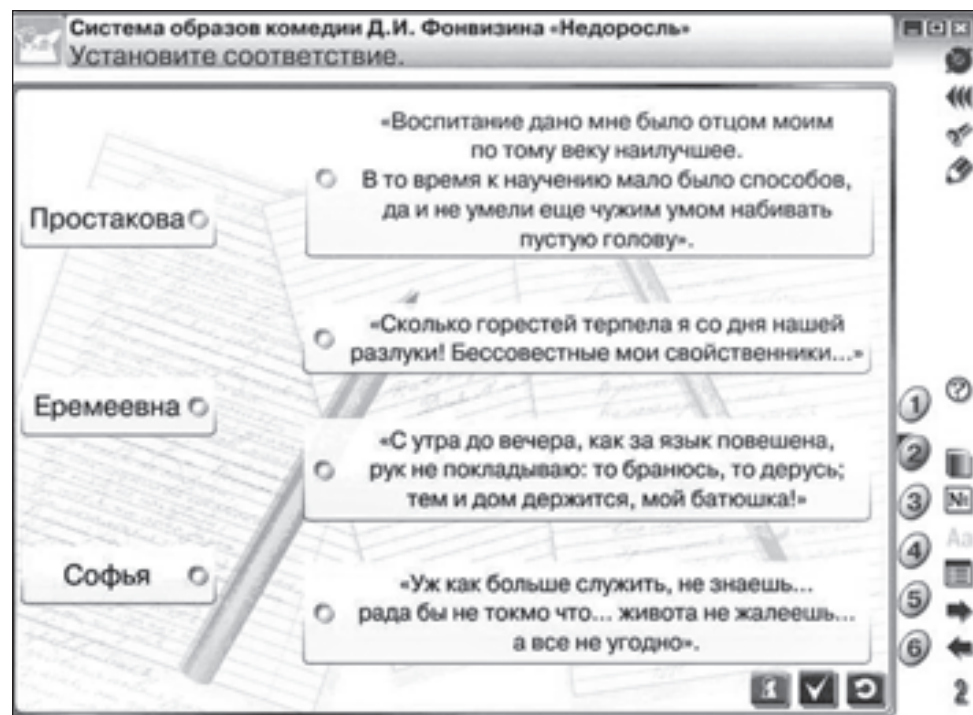 Система образов комедии Д.И. Фонвизина «Недоросль»
Установите соответствие.
Простакова
Еремеевна
Софья
«Воспитание дано мне было отцом моим
по тому веку наилучшее.
В то время к научению мало было способов,
да и не умели еще чужим умом набивать
пустую голову».
«Сколько горестей терпела я со дня нашей
разлуки! Бессовестные мои свойственники...»
«С утра до вечера, как за язык повешена,
рук не покладываю: то бранюсь, то дерусь;
тем и дом держится, мой батюшка!»
«Уж как больше служить, не знаешь...
рада бы не токмо что... живота не жалеешь...
а все не угодно».
1
2
3
4
5
6
?
№
Аа
2